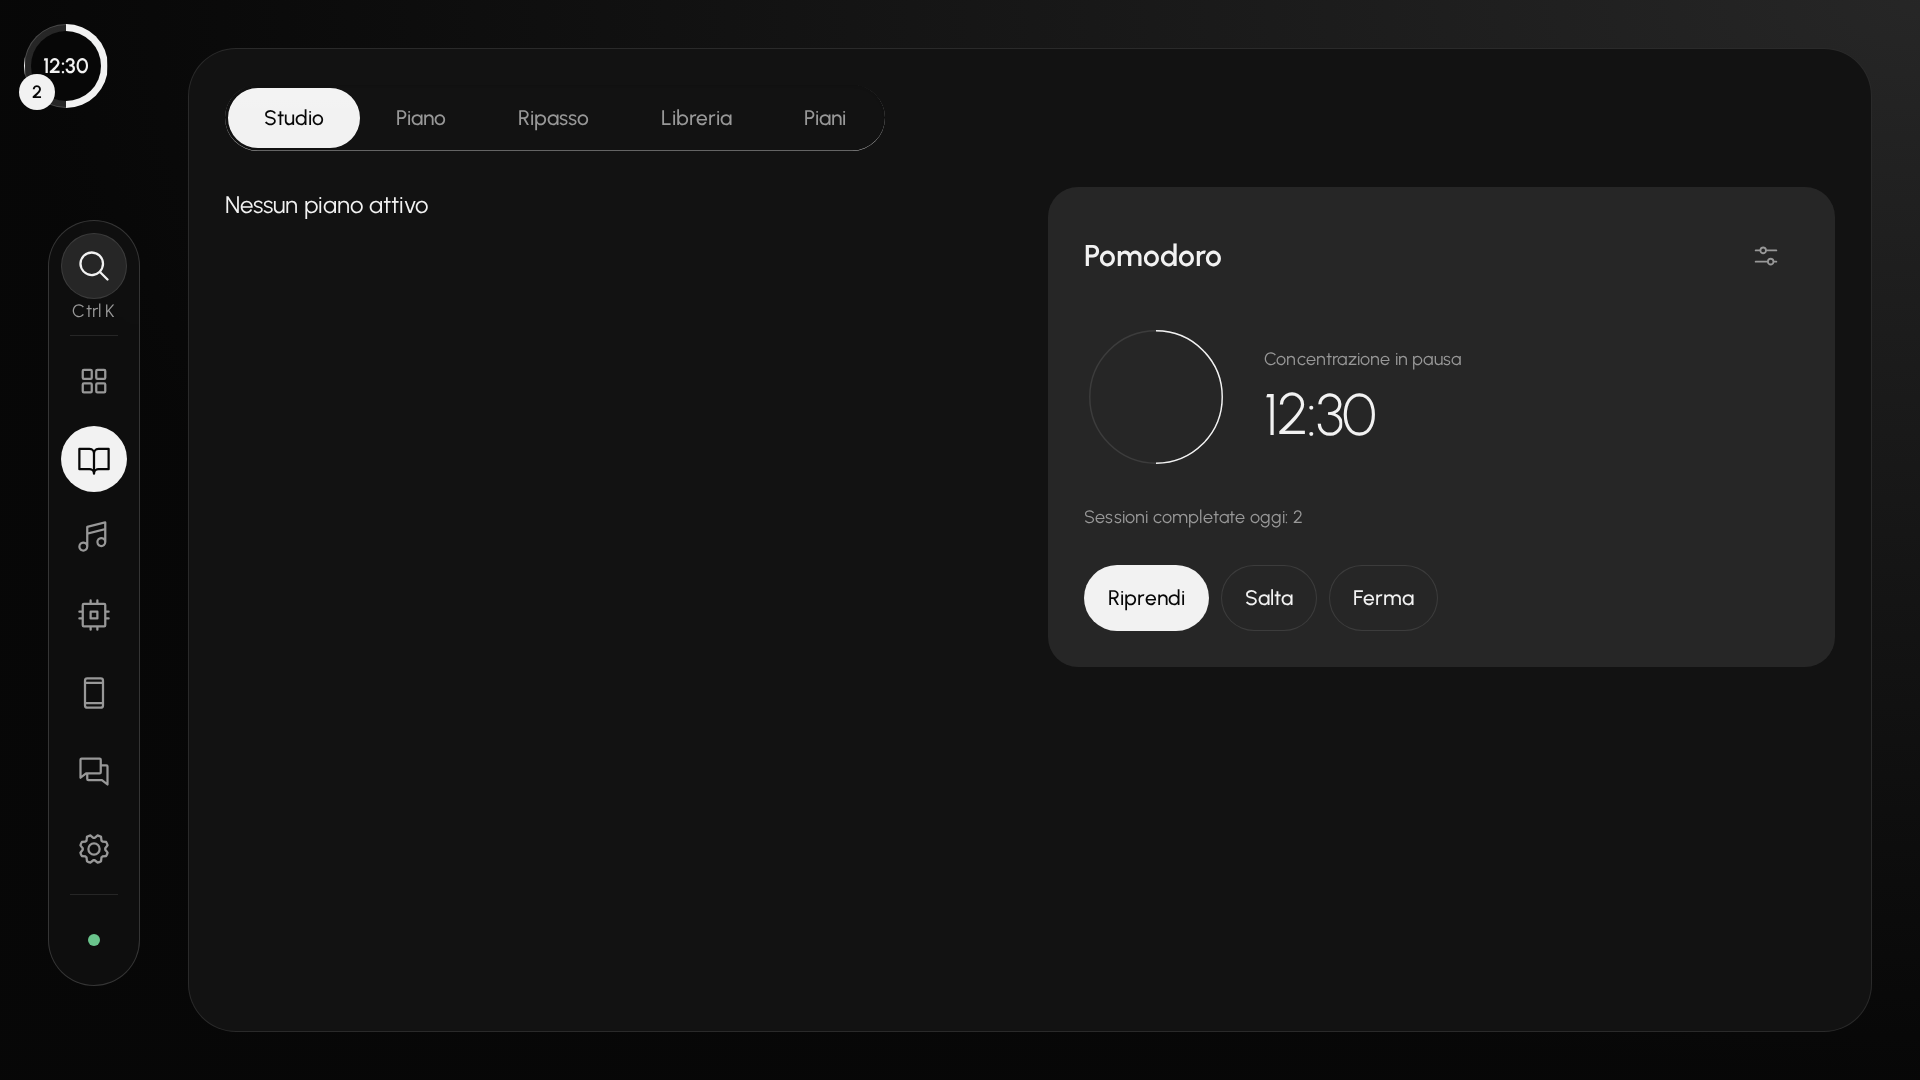 12:30
2
Studio
Piano
Ripasso
Libreria
Piani
Nessun piano attivo
Ctrl K
Pomodoro
Concentrazione in pausa
12:30
Sessioni completate oggi: 2
Riprendi
Salta
Ferma